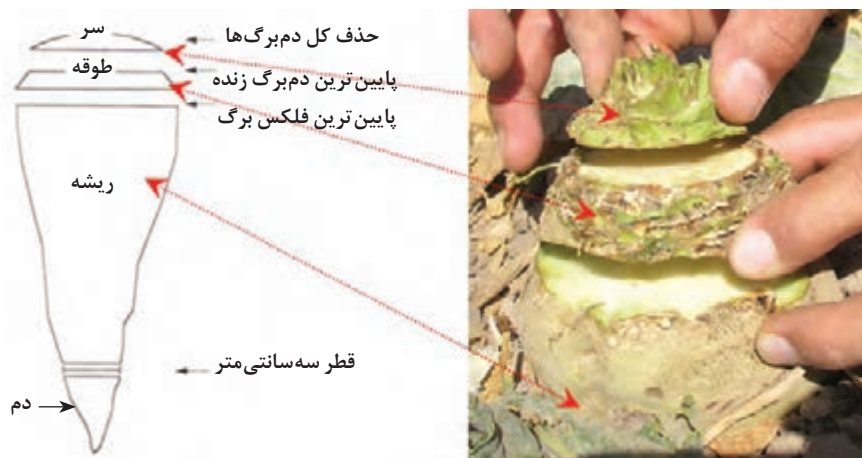 سر
حذف کل دم‌برگ‌ها
طوقه
پایین‌ترین دم‌برگ زنده
پایین‌ترین فلکس برگ
ریشه
قطر سه‌سانتی‌متر
دم